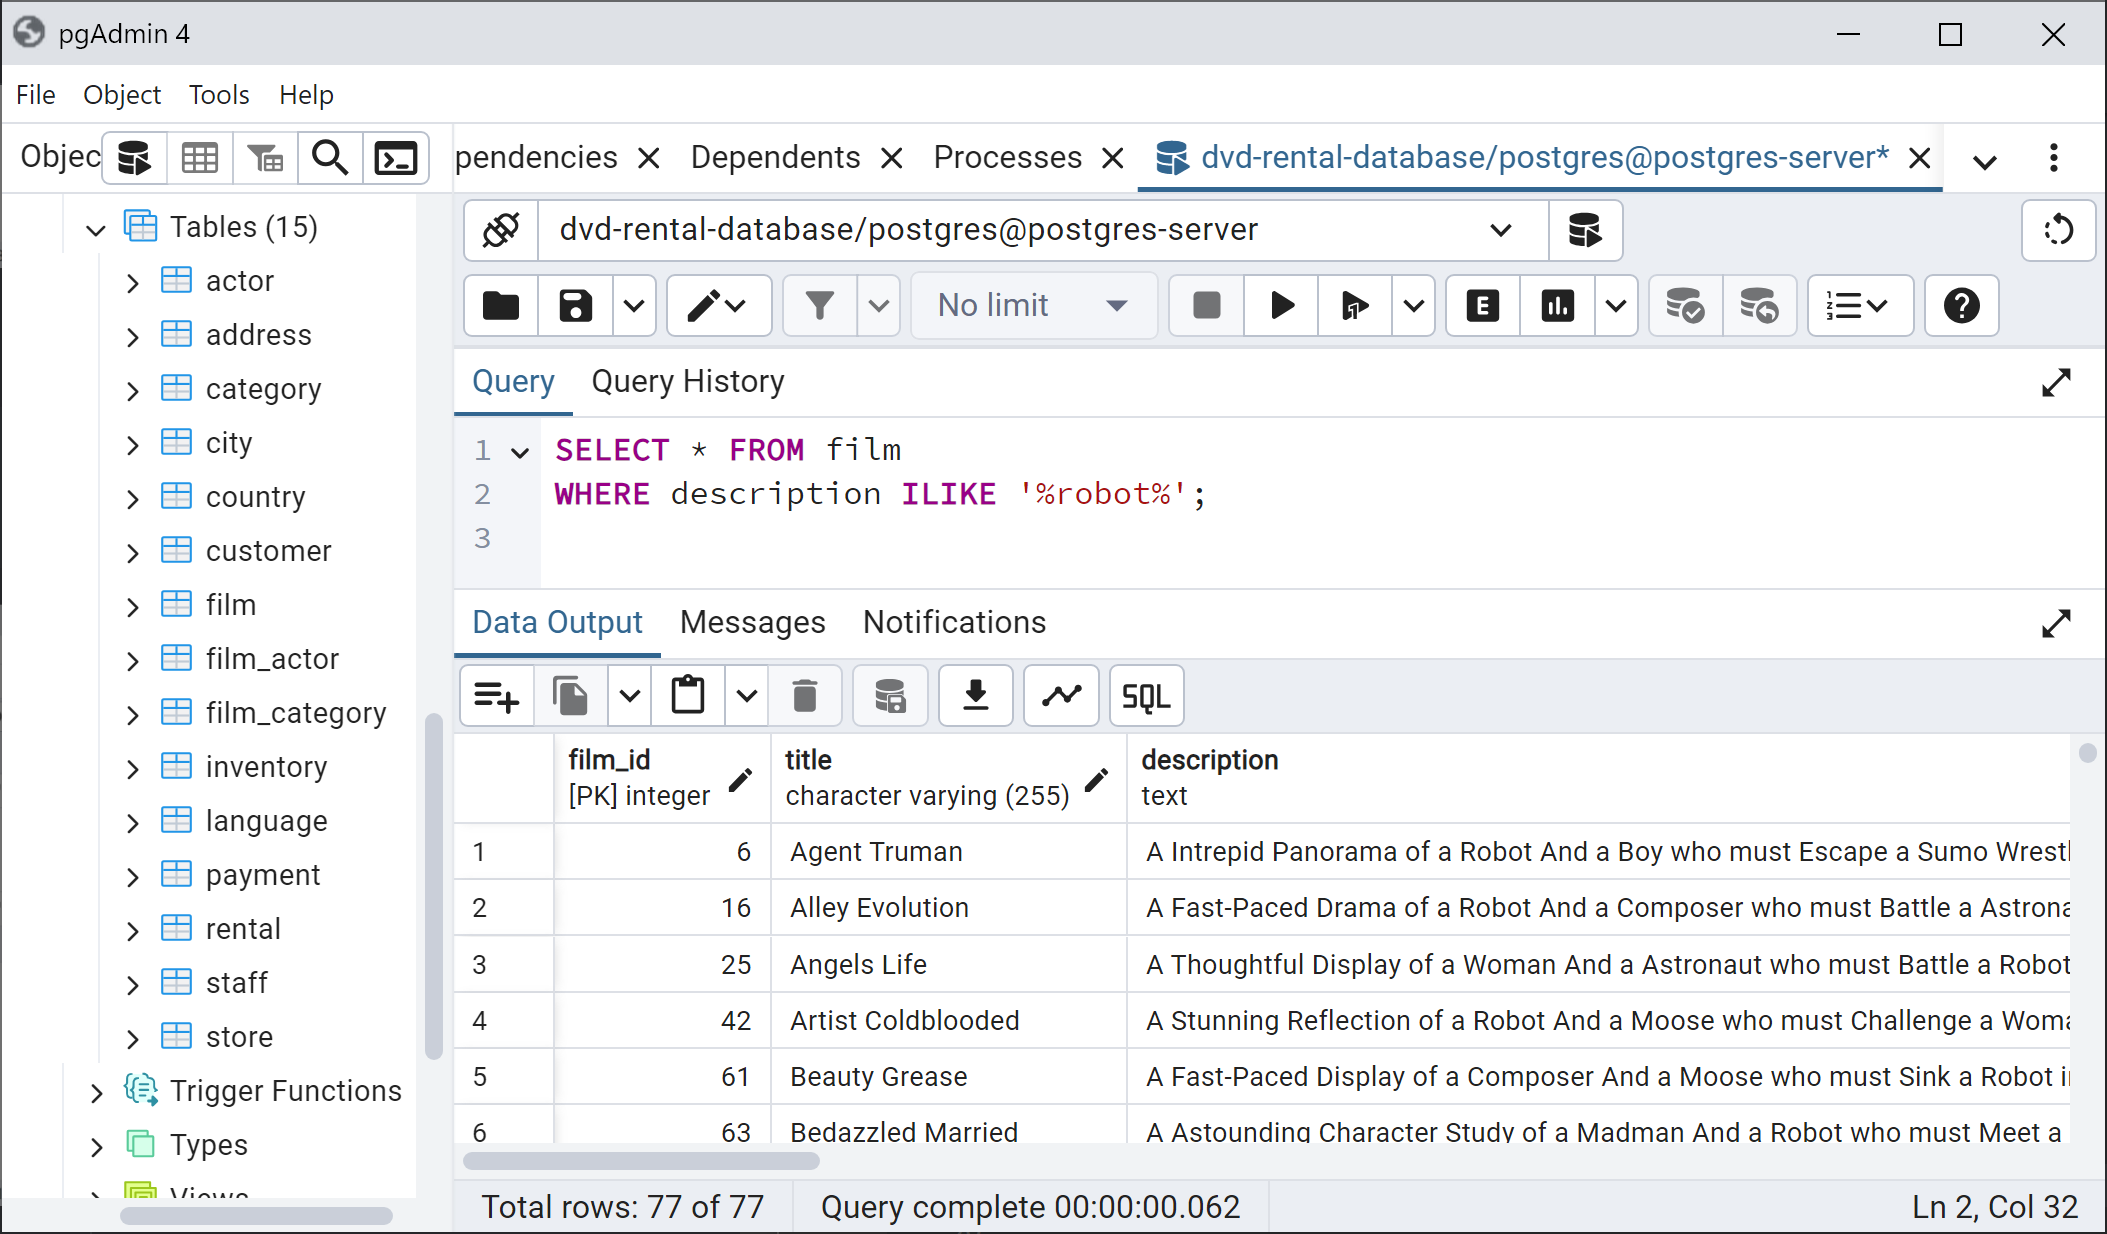 pgAdmin 4
File Object Tools Help
Objec
pendencies Dependents Processes dvd-rental-database/postgres@postgres-server*
Tables (15)
actor
address
category
city
country
customer
film
film_actor
film_category
inventory
language
payment
rental
staff
store
Trigger Functions
Types
Views
dvd-rental-database/postgres@postgres-server
No limit
E
Query Query History
1 SELECT * FROM film
2 WHERE description ILIKE '%robot%';
3
Data Output Messages Notifications
SQL
film_id title description
[PK] integer character varying (255) text
1 6 Agent Truman A Intrepid Panorama of a Robot And a Boy who must Escape a Sumo Wrestl
2 16 Alley Evolution A Fast-Paced Drama of a Robot And a Composer who must Battle a Astrona
3 25 Angels Life A Thoughtful Display of a Woman And a Astronaut who must Battle a Robot
4 42 Artist Coldblooded A Stunning Reflection of a Robot And a Moose who must Challenge a Woma
5 61 Beauty Grease A Fast-Paced Display of a Composer And a Moose who must Sink a Robot i
6 63 Bedazzled Married A Astounding Character Study of a Madman And a Robot who must Meet a
Total rows: 77 of 77 Query complete 00:00:00.062 Ln 2, Col 32